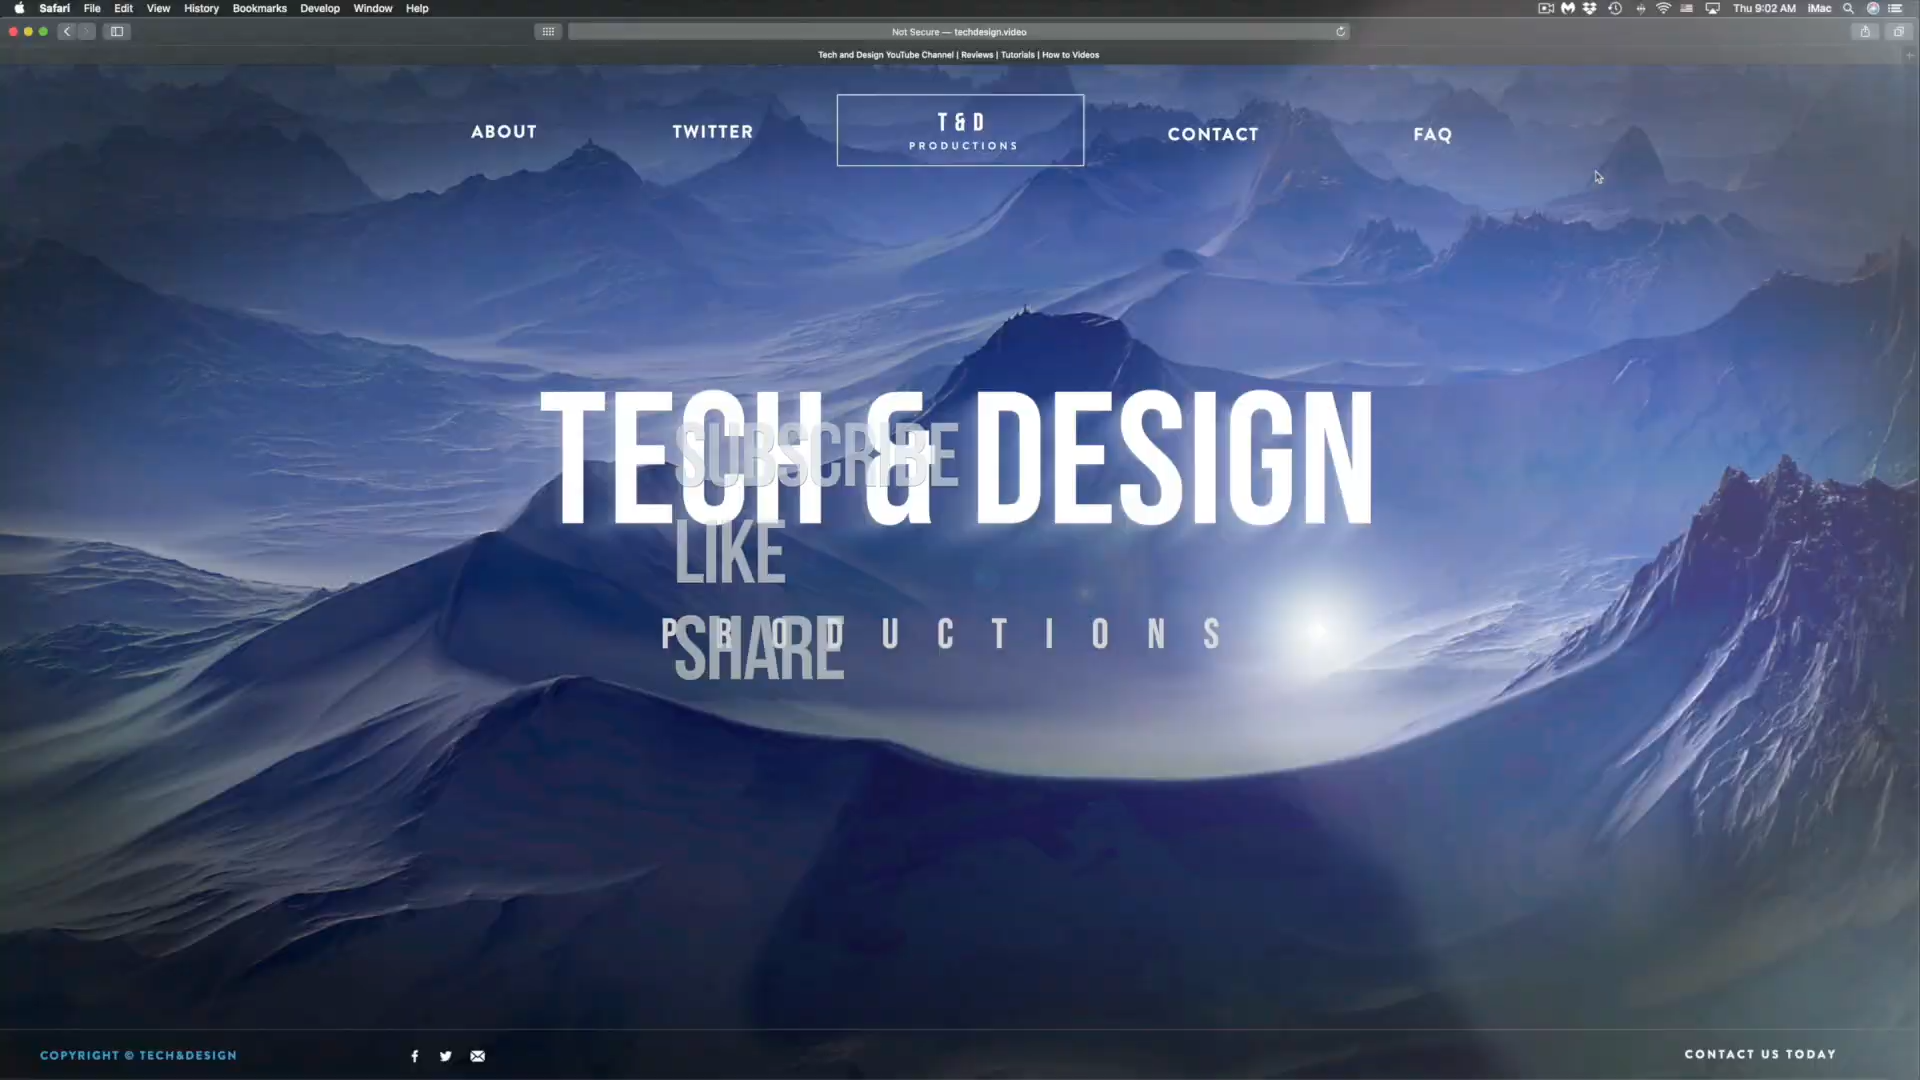 Safari File Edit View History Bookmarks Develop Window Help Thu 9:02 AM iMac
Not Secure — techdesign.video
Tech and Design YouTube Channel | Reviews | Tutorials | How to Videos
ABOUT TWITTER T & D CONTACT FAQ
PRODUCTIONS
TECH & DESIGN
SUBSCRIBE
LIKE
PRODUCTIONS
SHARE
COPYRIGHT © TECH&DESIGN CONTACT US TODAY